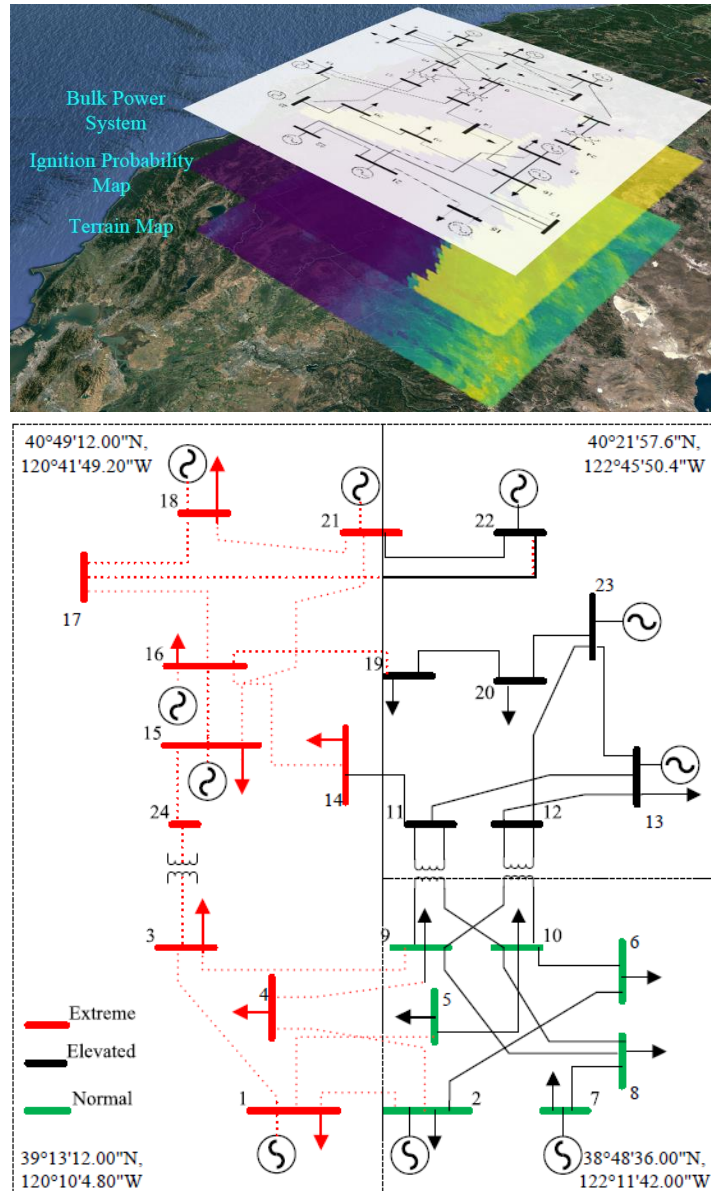 Bulk Power
System
Ignition Probability
Map
Terrain Map
40°49'12.00"N,
120°41'49.20"W
40°21'57.6"N,
122°45'50.4"W
18
21
22
23
17
16
19
20
15
14
11
12
13
24
3
9
10
6
4
5
Extreme
Elevated
Normal
1
2
7
8
39°13'12.00"N,
120°10'4.80"W
38°48'36.00"N,
122°11'42.00"W